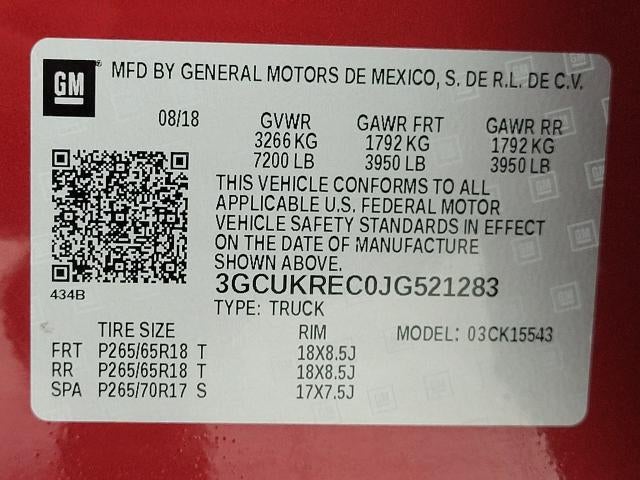 GM
MFD BY GENERAL MOTORS DE MEXICO, S. DE R.L. DE C.V.
08/18 GVWR GAWR FRT GAWR RR
3266 KG 1792 KG 1792 KG
7200 LB 3950 LB 3950 LB
THIS VEHICLE CONFORMS TO ALL
APPLICABLE U.S. FEDERAL MOTOR
VEHICLE SAFETY STANDARDS IN EFFECT
ON THE DATE OF MANUFACTURE
SHOWN ABOVE.
434B
3GCUKREC0JG521283
TYPE: TRUCK
TIRE SIZE RIM MODEL: 03CK15543
FRT P265/65R18 T 18X8.5J
RR P265/65R18 T 18X8.5J
SPA P265/70R17 S 17X7.5J